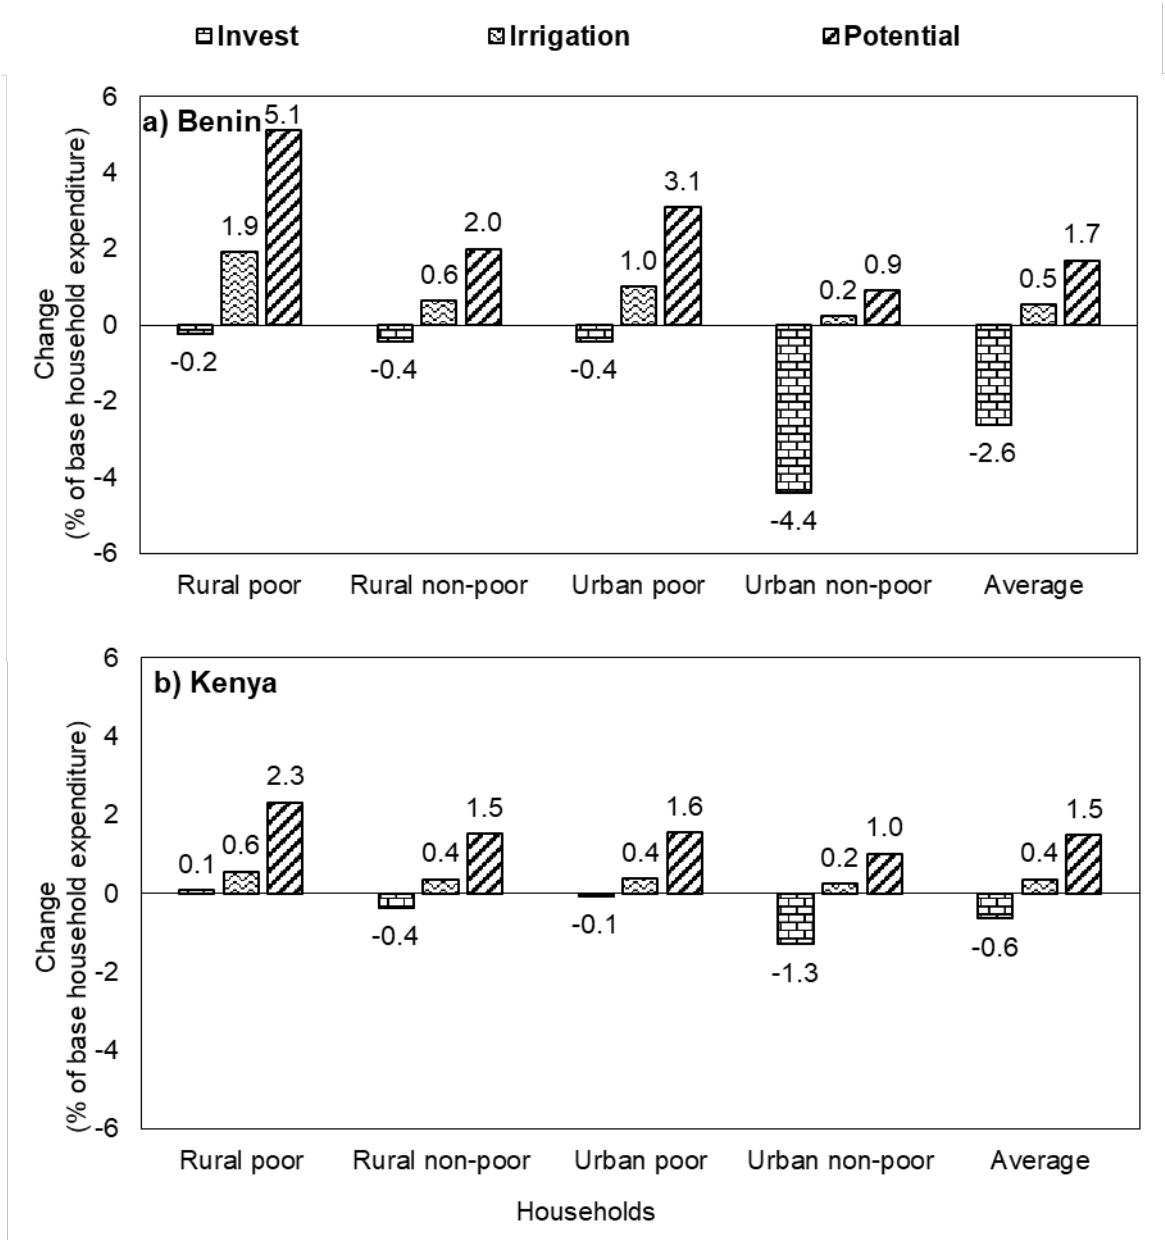 Invest Irrigation Potential
a) Benin
Change
(% of base household expenditure)
6
4
2
0
-2
-4
-6
-0.2 1.9 5.1
-0.4 0.6 2.0
-0.4 1.0 3.1
-4.4 0.2 0.9
-2.6 0.5 1.7
Rural poor Rural non-poor Urban poor Urban non-poor Average
b) Kenya
Change
(% of base household expenditure)
6
4
2
0
-2
-4
-6
0.1 0.6 2.3
-0.4 0.4 1.5
-0.1 0.4 1.6
-1.3 0.2 1.0
-0.6 0.4 1.5
Rural poor Rural non-poor Urban poor Urban non-poor Average
Households